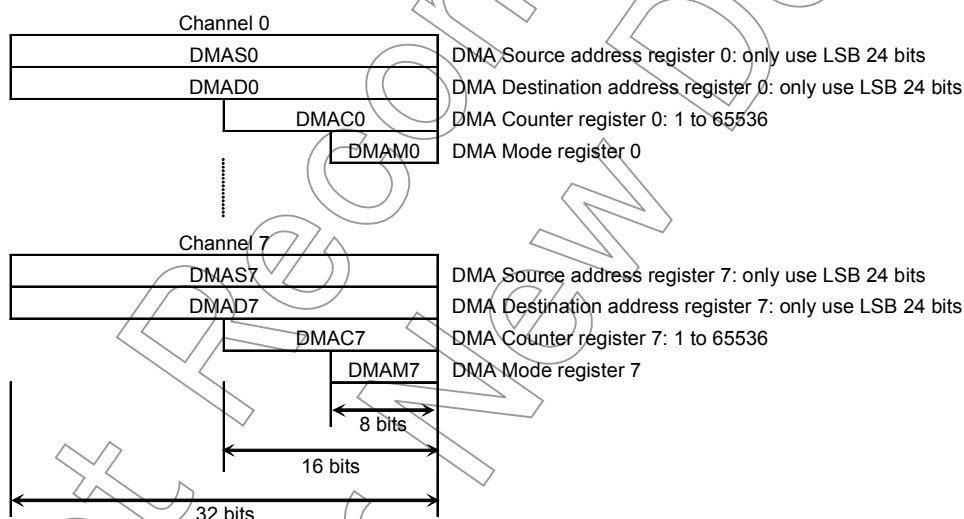 Channel 0
DMAS0 DMA Source address register 0: only use LSB 24 bits
DMAD0 DMA Destination address register 0: only use LSB 24 bits
DMAC0 DMA Counter register 0: 1 to 65536
DMAM0 DMA Mode register 0
Channel 7
DMAS7 DMA Source address register 7: only use LSB 24 bits
DMAD7 DMA Destination address register 7: only use LSB 24 bits
DMAC7 DMA Counter register 7: 1 to 65536
DMAM7 DMA Mode register 7
8 bits
16 bits
32 bits
New